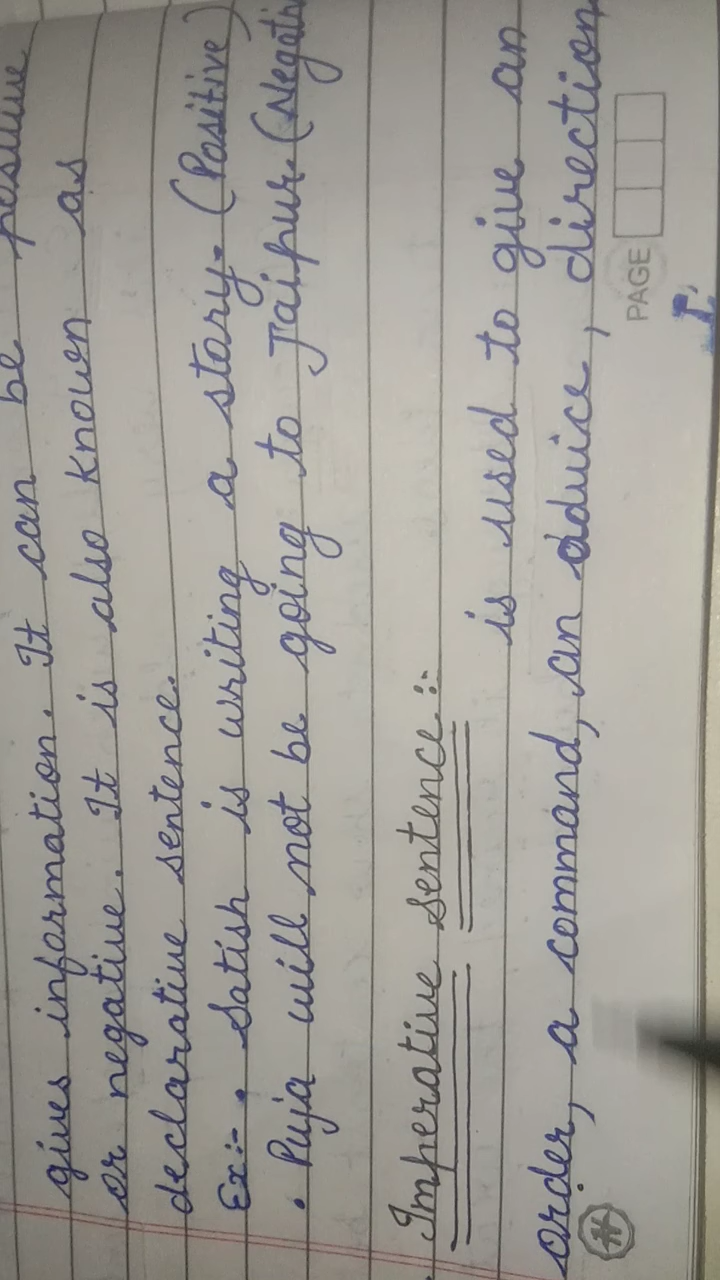 gives information. It can be positive
or negative. It is also known as
declarative sentence.
Ex:- • Satish is writing a story. (Positive)
• Puja will not be going to Jaipur. (Negati
Imperative sentence :-
is used to give an
order, a command, an advice, direction
PAGE